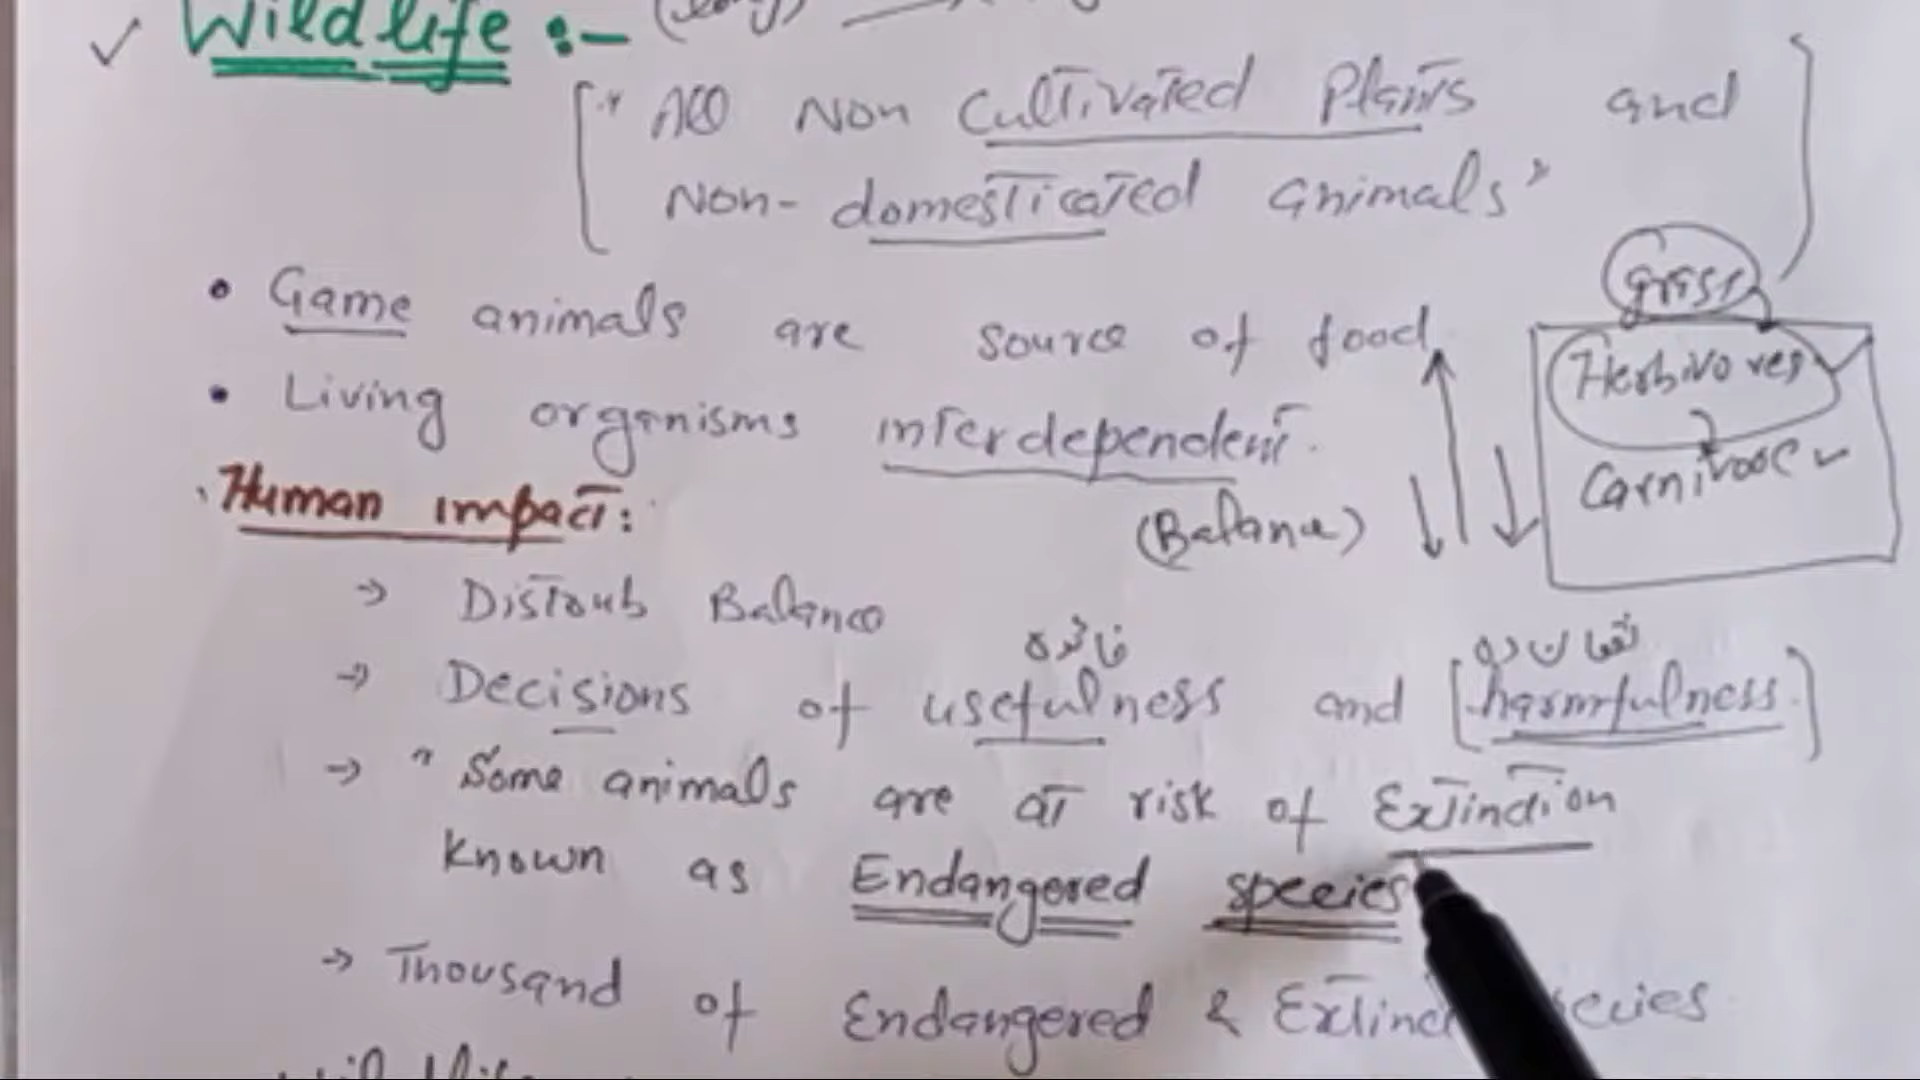 ✓ Wildlife :-
" All Non Cultivated Plants and
Non-domesticated animals"
• Game animals are source of food
• Living organisms interdependent.
(Balance)
grass
Herbivores
Carnivore
Human impact:
→ Distrub Balance
فائدہ
نقصان دہ
→ Decisions of usefulness and [harmfulness.]
→ " Some animals are at risk of Extinction
Known as Endangered species
→ Thousand of Endangered & Extinct species